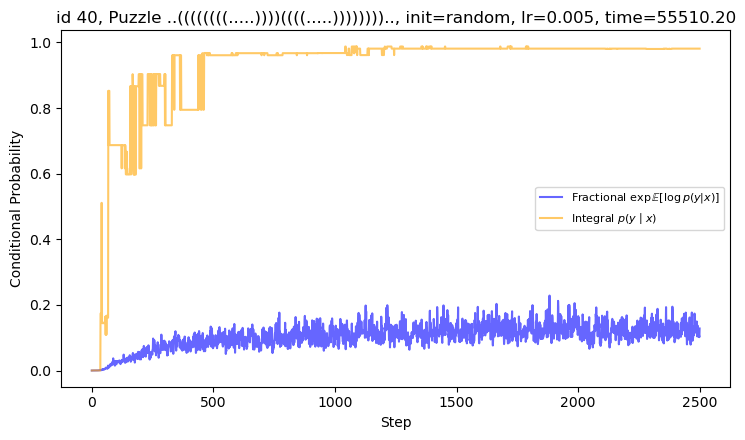 id 40, Puzzle ..((((((((.....))))((((.....)))))))).., init=random, lr=0.005, time=55510.20
1.0
0.8
0.6
0.4
0.2
0.0
Conditional Probability
Fractional exp𝔼[log p(y|x)]
Integral p(y | x)
0 500 1000 1500 2000 2500
Step